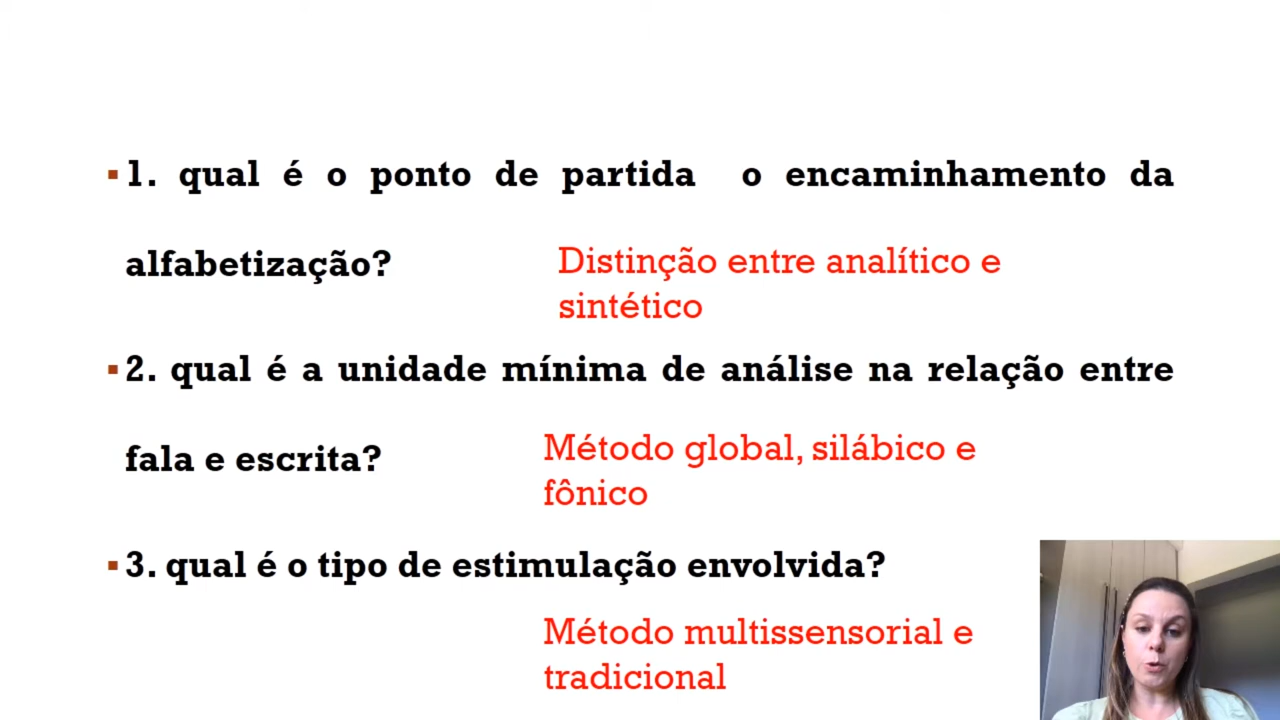 ▪1. qual é o ponto de partida o encaminhamento da
alfabetização?
Distinção entre analítico e
sintético
▪2. qual é a unidade mínima de análise na relação entre
fala e escrita?
Método global, silábico e
fônico
▪3. qual é o tipo de estimulação envolvida?
Método multissensorial e
tradicional